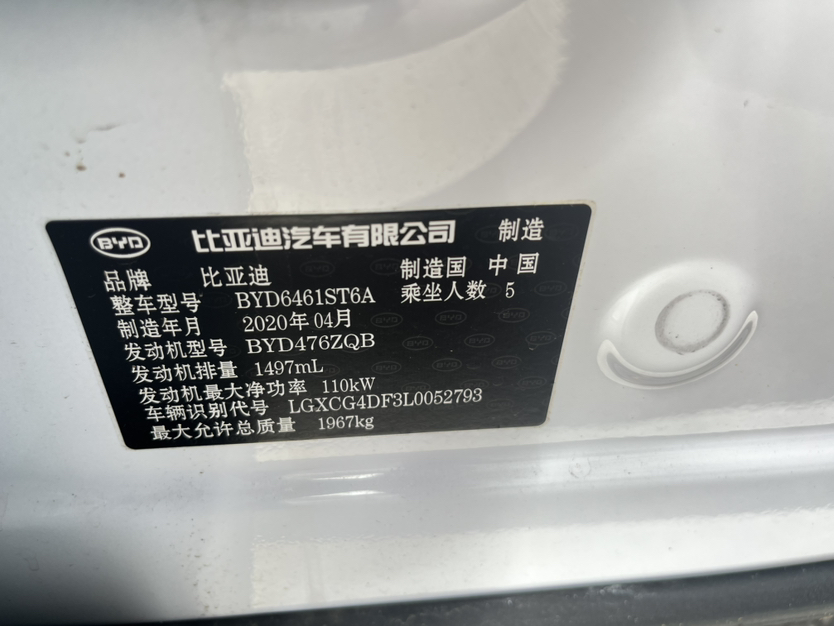 BYD 比亚迪汽车有限公司 制造
品牌 比亚迪 制造国 中国
整车型号 BYD6461ST6A 乘坐人数 5
制造年月 2020年04月
发动机型号 BYD476ZQB
发动机排量 1497mL
发动机最大净功率 110kW
车辆识别代号 LGXCG4DF3L0052793
最大允许总质量 1967kg